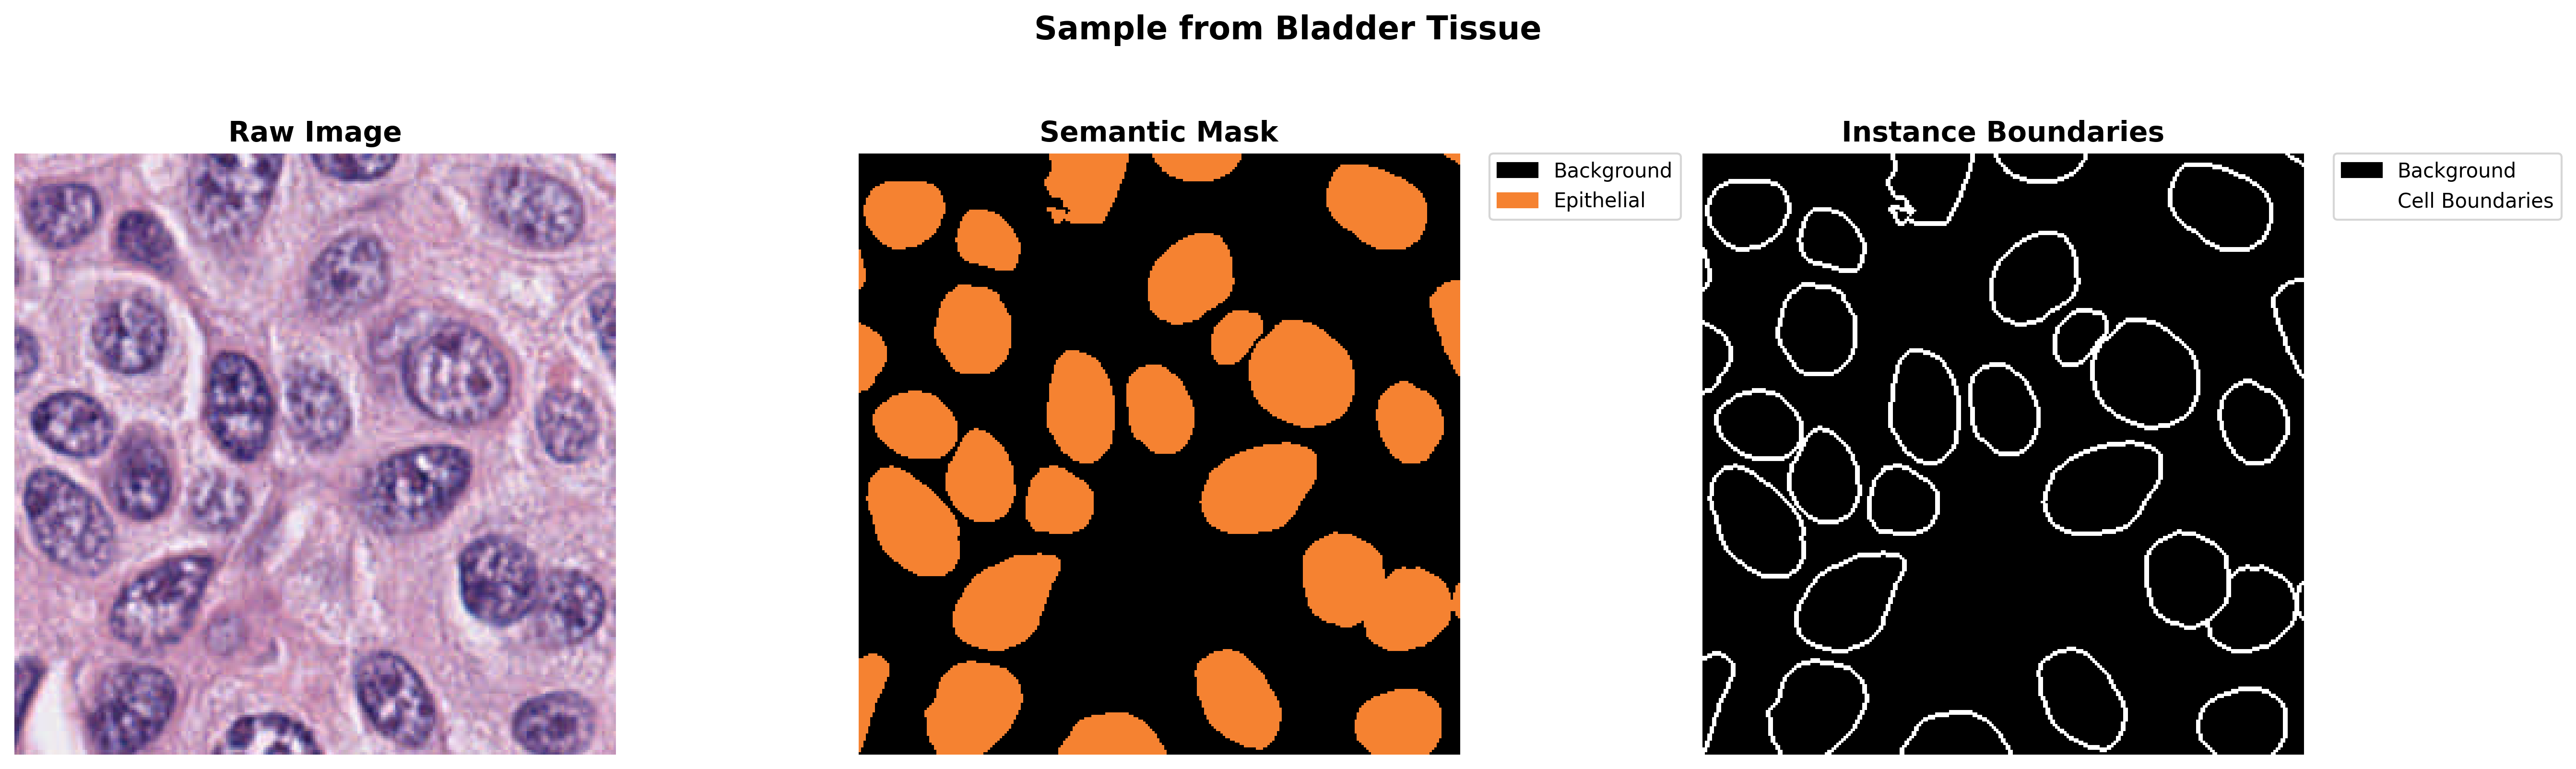 Sample from Bladder Tissue
Raw Image
Semantic Mask
Background
Epithelial
Instance Boundaries
Background
Cell Boundaries